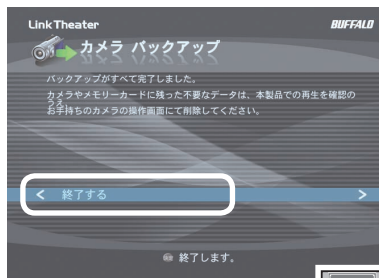 LinkTheater
BUFFALO
カメラ バックアップ
バックアップがすべて完了しました。
カメラやメモリーカードに残った不要なデータは、本製品での再生を確認の
うえ、
お手持ちのカメラの操作画面にて削除してください。
< 終了する >
終了します。